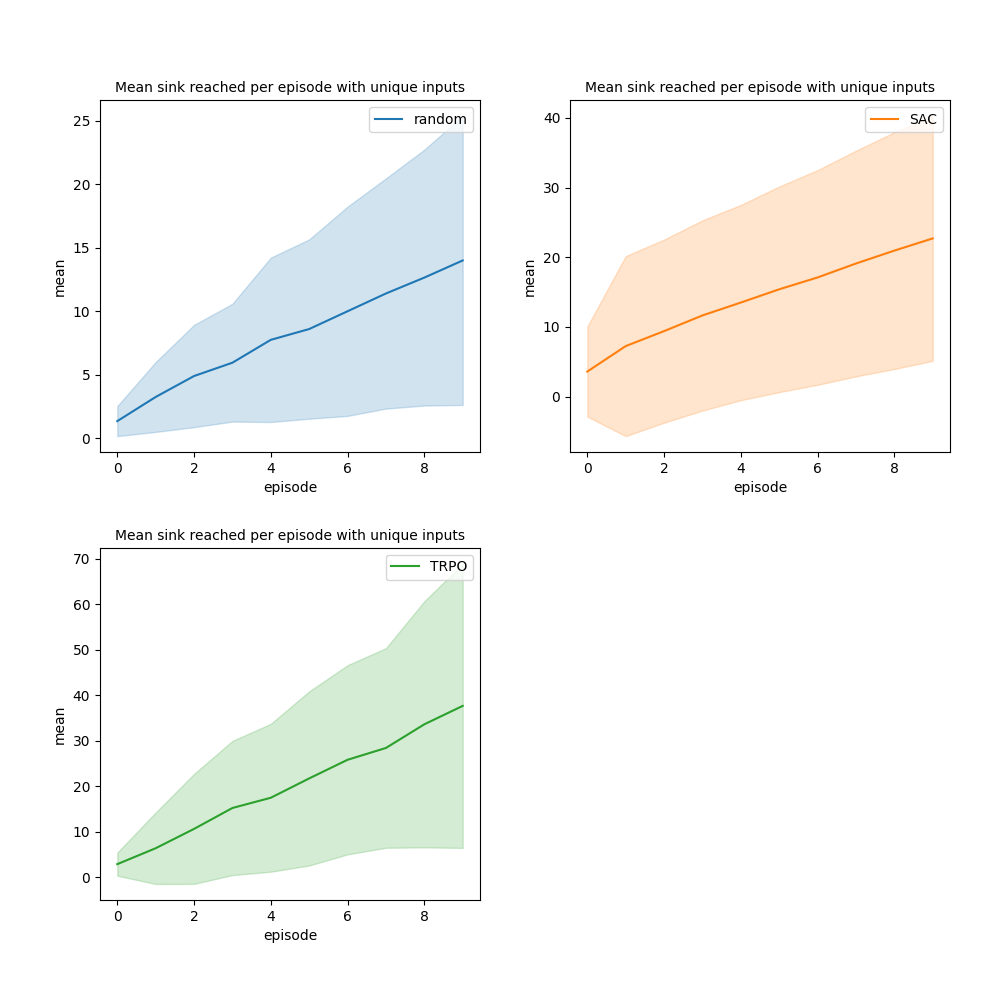 Mean sink reached per episode with unique inputs
random
mean
25
20
15
10
5
0
0 2 4 6 8
episode
Mean sink reached per episode with unique inputs
SAC
mean
40
30
20
10
0
0 2 4 6 8
episode
Mean sink reached per episode with unique inputs
TRPO
mean
70
60
50
40
30
20
10
0
0 2 4 6 8
episode